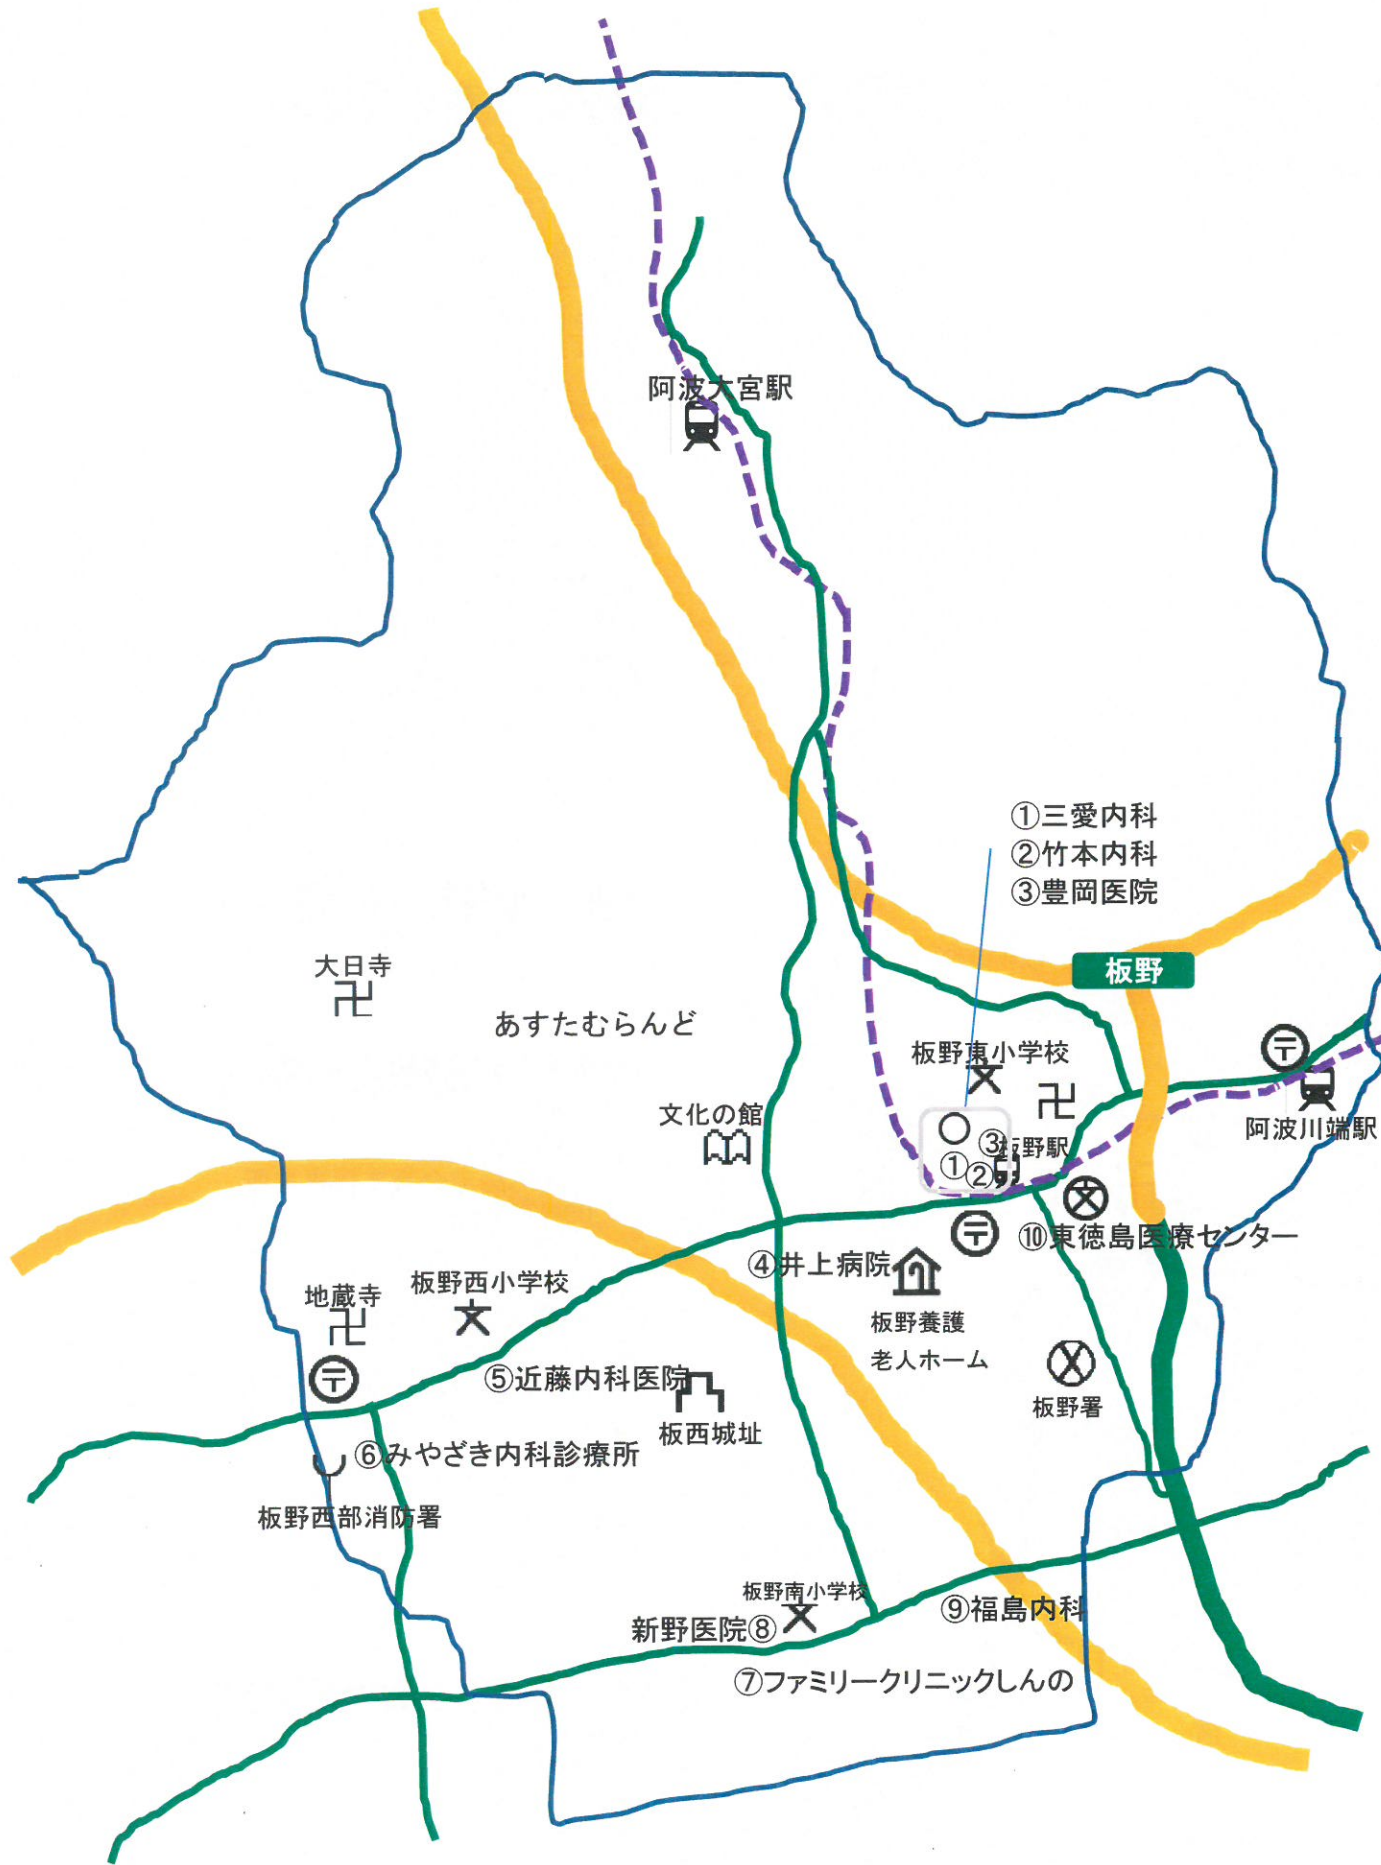 阿波大宮駅
①三愛内科
②竹本内科
③豊岡医院
板野
大日寺
あすたむらんど
板野東小学校
〒
文化の館
阿波川端駅
③
板野駅
①
②
〒
⑩東徳島医療センター
④井上病院
板野西小学校
地蔵寺
板野養護
老人ホーム
〒
⑤近藤内科医院
板野署
板西城址
⑥みやざき内科診療所
板野西部消防署
板野南小学校
⑨福島内科
新野医院⑧
⑦ファミリークリニックしんの